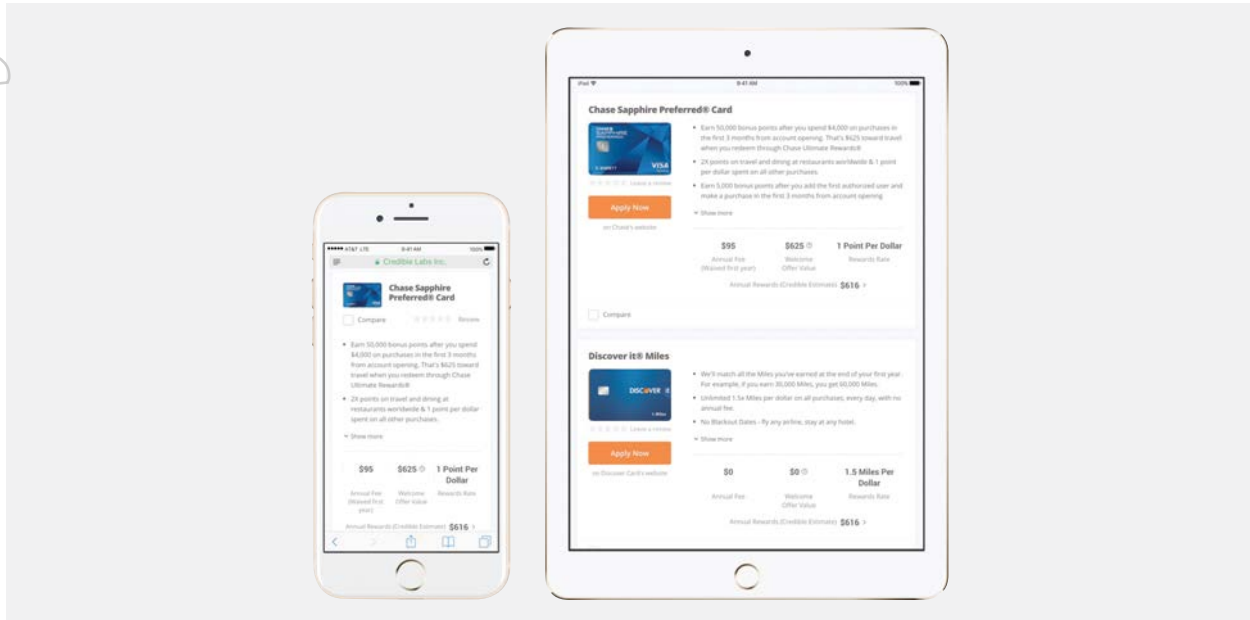 AT&T LTE 9:41 AM 100%
Credible Labs Inc.
Chase Sapphire
Preferred® Card
Compare Review
• Earn 50,000 bonus points after you spend
$4,000 on purchases in the first 3 months
from account opening. That's $625 toward
travel when you redeem through Chase
Ultimate Rewards®
• 2X points on travel and dining at
restaurants worldwide & 1 point per dollar
spent on all other purchases.
Show more
$95 $625 1 Point Per
Dollar
Annual Fee Welcome Rewards Rate
(Waived first Offer Value
year)
Annual Rewards (Credible Estimate) $616 >
iPad 9:41 AM 100%
Chase Sapphire Preferred® Card
VISA
• Earn 50,000 bonus points after you spend $4,000 on purchases in
the first 3 months from account opening. That's $625 toward travel
when you redeem through Chase Ultimate Rewards®
• 2X points on travel and dining at restaurants worldwide & 1 point
per dollar spent on all other purchases.
• Earn 5,000 bonus points after you add the first authorized user and
make a purchase in the first 3 months from account opening
Show more
Leave a review
Apply Now
on Chase's website
$95 $625 1 Point Per Dollar
Annual Fee Welcome Rewards Rate
(Waived first year) Offer Value
Annual Rewards (Credible Estimate) $616 >
Compare
Discover it® Miles
DISCOVER it
Miles
• We'll match all the Miles you've earned at the end of your first year.
For example, if you earn 30,000 Miles, you get 60,000 Miles.
• Unlimited 1.5x Miles per dollar on all purchases, every day, with no
annual fee.
• No Blackout Dates - fly any airline, stay at any hotel.
Show more
Leave a review
Apply Now
on Discover Card's website
$0 $0 1.5 Miles Per
Dollar
Annual Fee Welcome Rewards Rate
Offer Value
Annual Rewards (Credible Estimate) $616 >